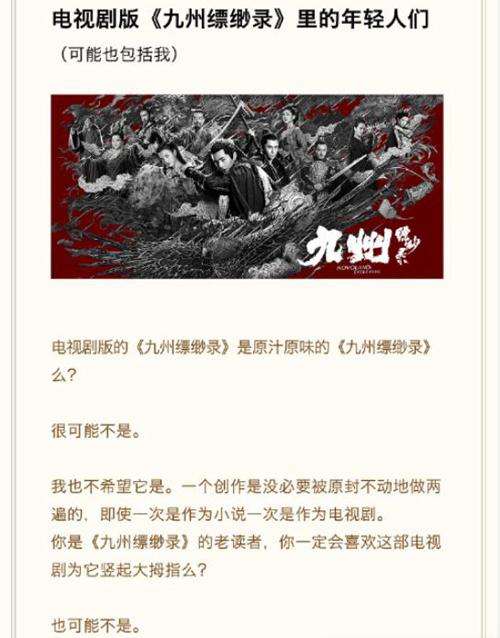 电视剧版《九州缥缈录》里的年轻人们
（可能也包括我）
九州缥缈录
NOVOLAND
EAGLE FLAG
电视剧版的《九州缥缈录》是原汁原味的《九州缥缈录》
么？
很可能不是。
我也不希望它是。一个创作是没必要被原封不动地做两
遍的，即使一次是作为小说一次是作为电视剧。
你是《九州缥缈录》的老读者，你一定会喜欢这部电视
剧为它竖起大拇指么？
也可能不是。